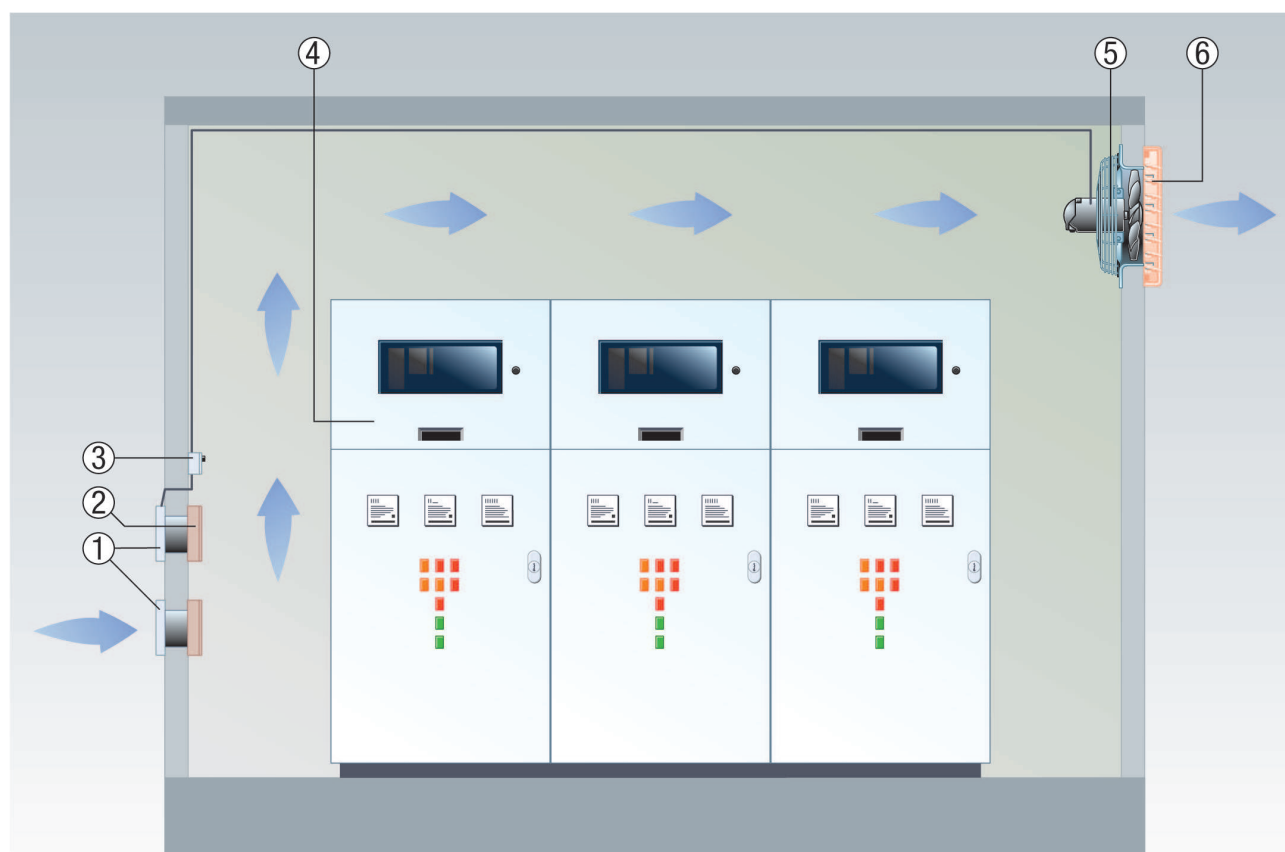 ④ ⑤ ⑥
③
②
①